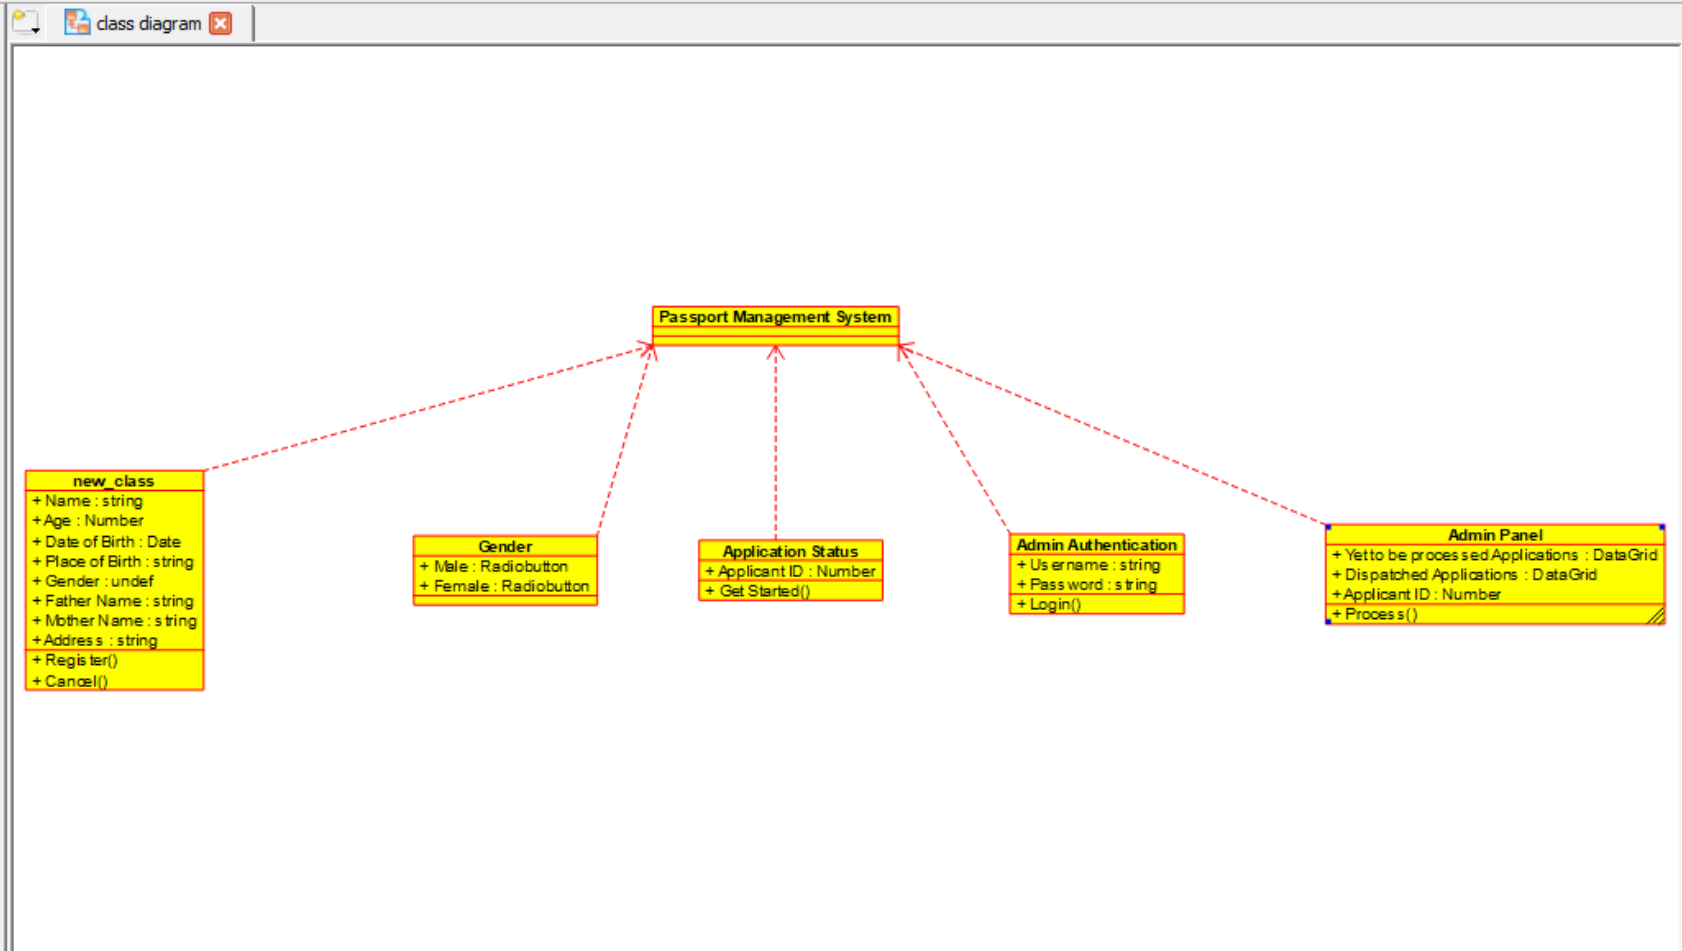 class diagram
Passport Management System
new_class
+ Name : string
+ Age : Number
+ Date of Birth : Date
+ Place of Birth : string
+ Gender : undef
+ Father Name : string
+ Mother Name : string
+ Address : string
+ Register()
+ Cancel()
Gender
+ Male : Radiobutton
+ Female : Radiobutton
Application Status
+ Applicant ID : Number
+ Get Started()
Admin Authentication
+ Username : string
+ Password : string
+ Login()
Admin Panel
+ Yet to be processed Applications : DataGrid
+ Dispatched Applications : DataGrid
+ Applicant ID : Number
+ Process()